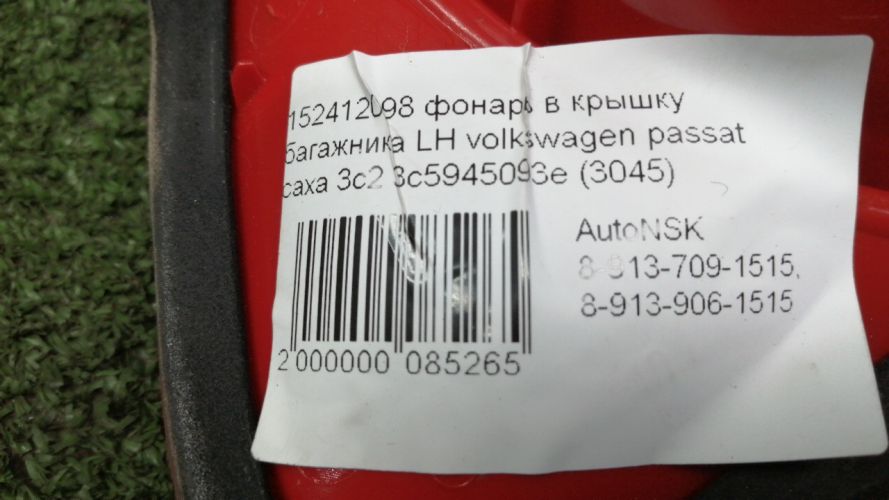 152412098 фонарь в крышку
багажника LH volkswagen passat
caxa 3c2 3c5945093e (3045)
AutoNSK
8-913-709-1515,
8-913-906-1515
2 000000 085265